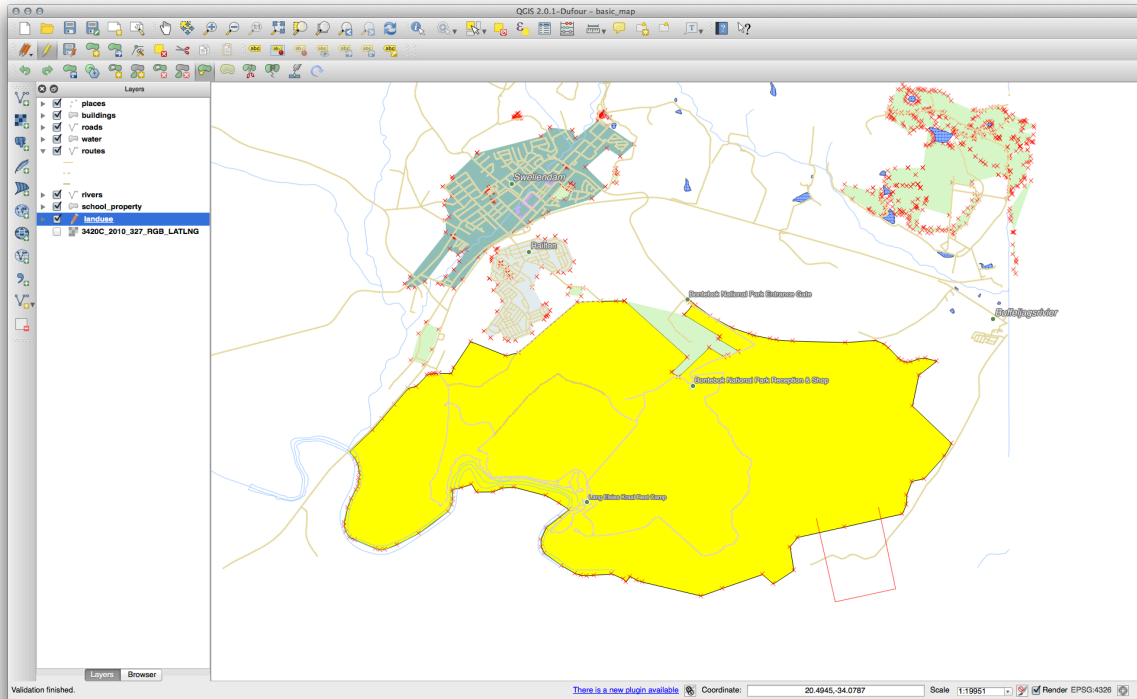 QGIS 2.0.1-Dufour - basic_map
Layers
places
buildings
roads
water
routes
rivers
school_property
landuse
3420C_2010_327_RGB_LATLNG
Swellendam
Railton
Bontebok National Park Entrance Gate
Buffeljagsrivier
Bontebok National Park Reception & Shop
Lang Elsies Kraal Rest Camp
Layers
Browser
Validation finished.
There is a new plugin available
Coordinate:
20.4945,-34.0787
Scale
1:19951
Render
EPSG:4326